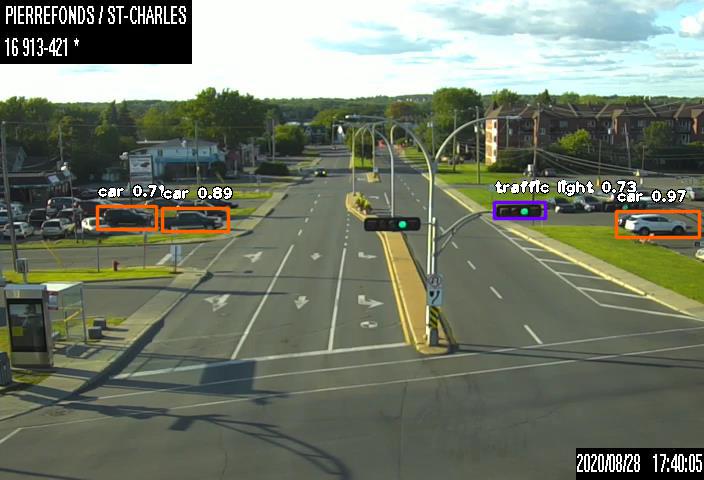 PIERREFONDS / ST-CHARLES
16 913-421 *
car 0.71
car 0.89
traffic light 0.73
car 0.97
2020/08/28 17:40:05